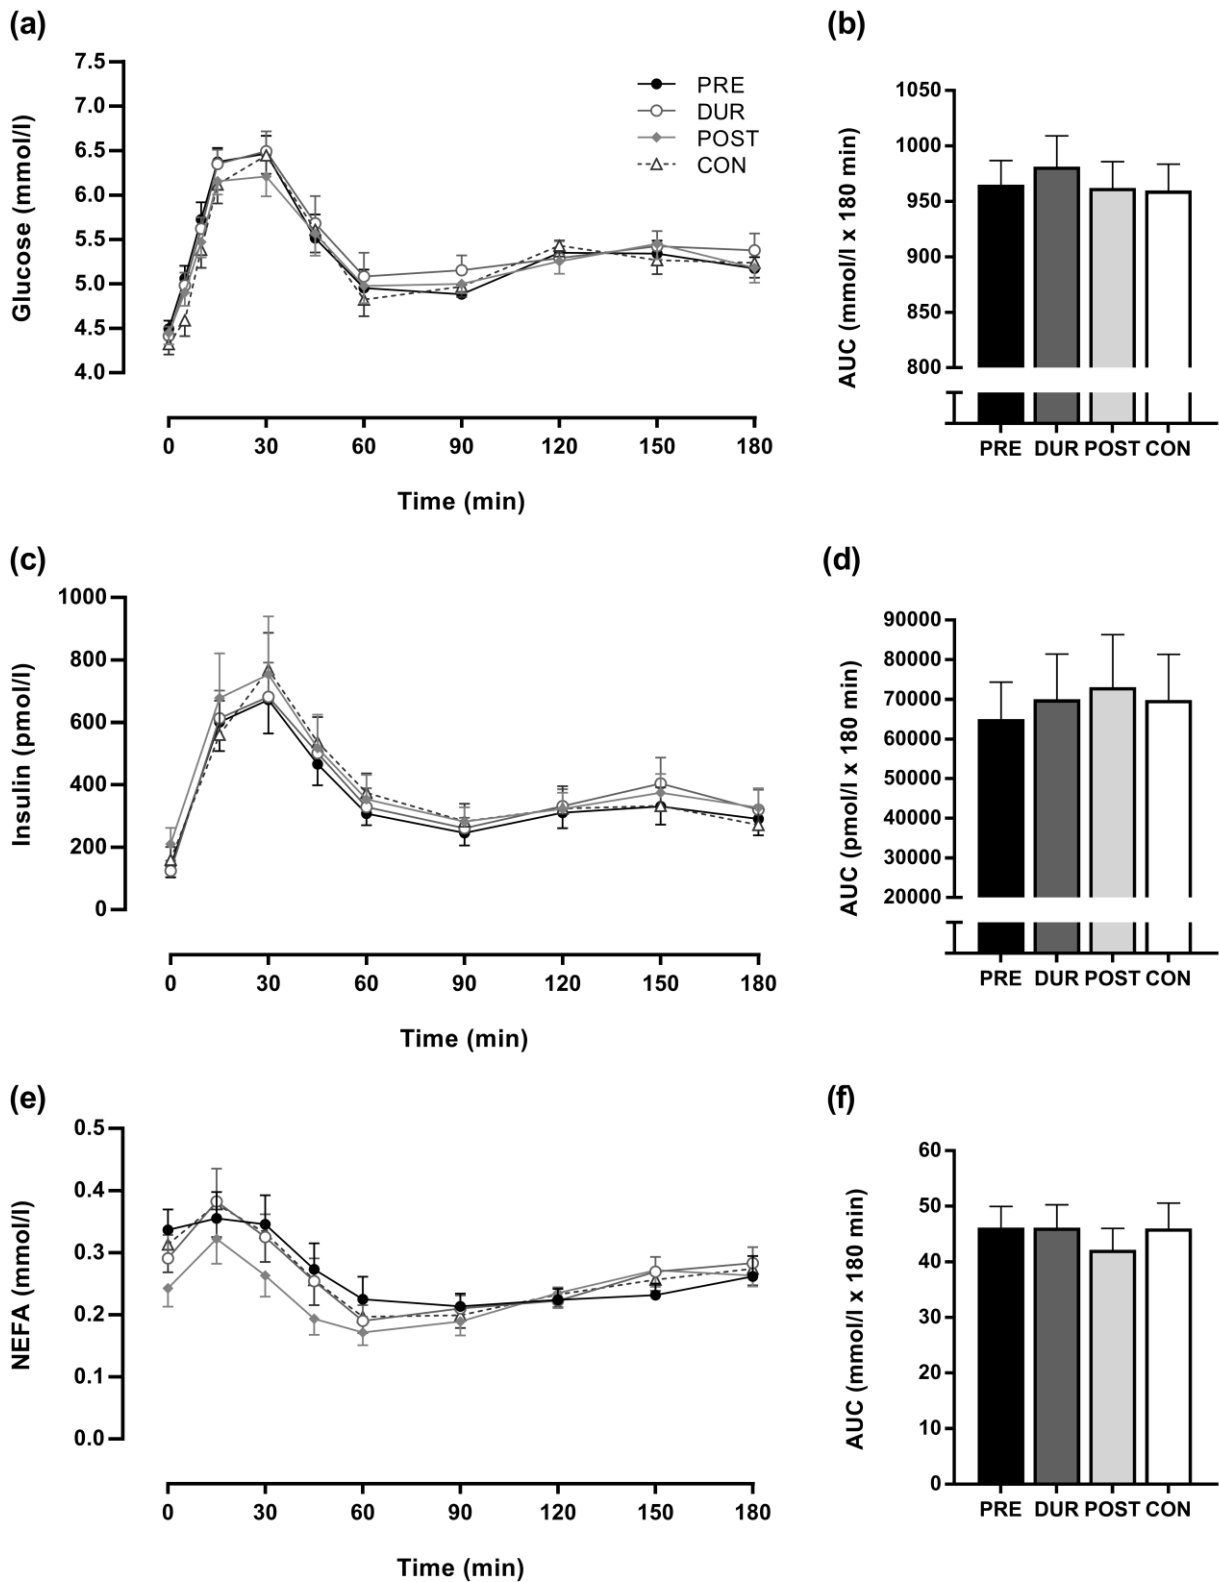 (a)
Glucose (mmol/l)
7.5
7.0
6.5
6.0
5.5
5.0
4.5
4.0
PRE
DUR
POST
CON
0 30 60 90 120 150 180
Time (min)
(b)
AUC (mmol/l x 180 min)
1050
1000
950
900
850
800
PRE DUR POST CON
(c)
Insulin (pmol/l)
1000
800
600
400
200
0
0 30 60 90 120 150 180
Time (min)
(d)
AUC (pmol/l x 180 min)
90000
80000
70000
60000
50000
40000
30000
20000
PRE DUR POST CON
(e)
NEFA (mmol/l)
0.5
0.4
0.3
0.2
0.1
0.0
0 30 60 90 120 150 180
Time (min)
(f)
AUC (mmol/l x 180 min)
60
50
40
30
20
10
0
PRE DUR POST CON